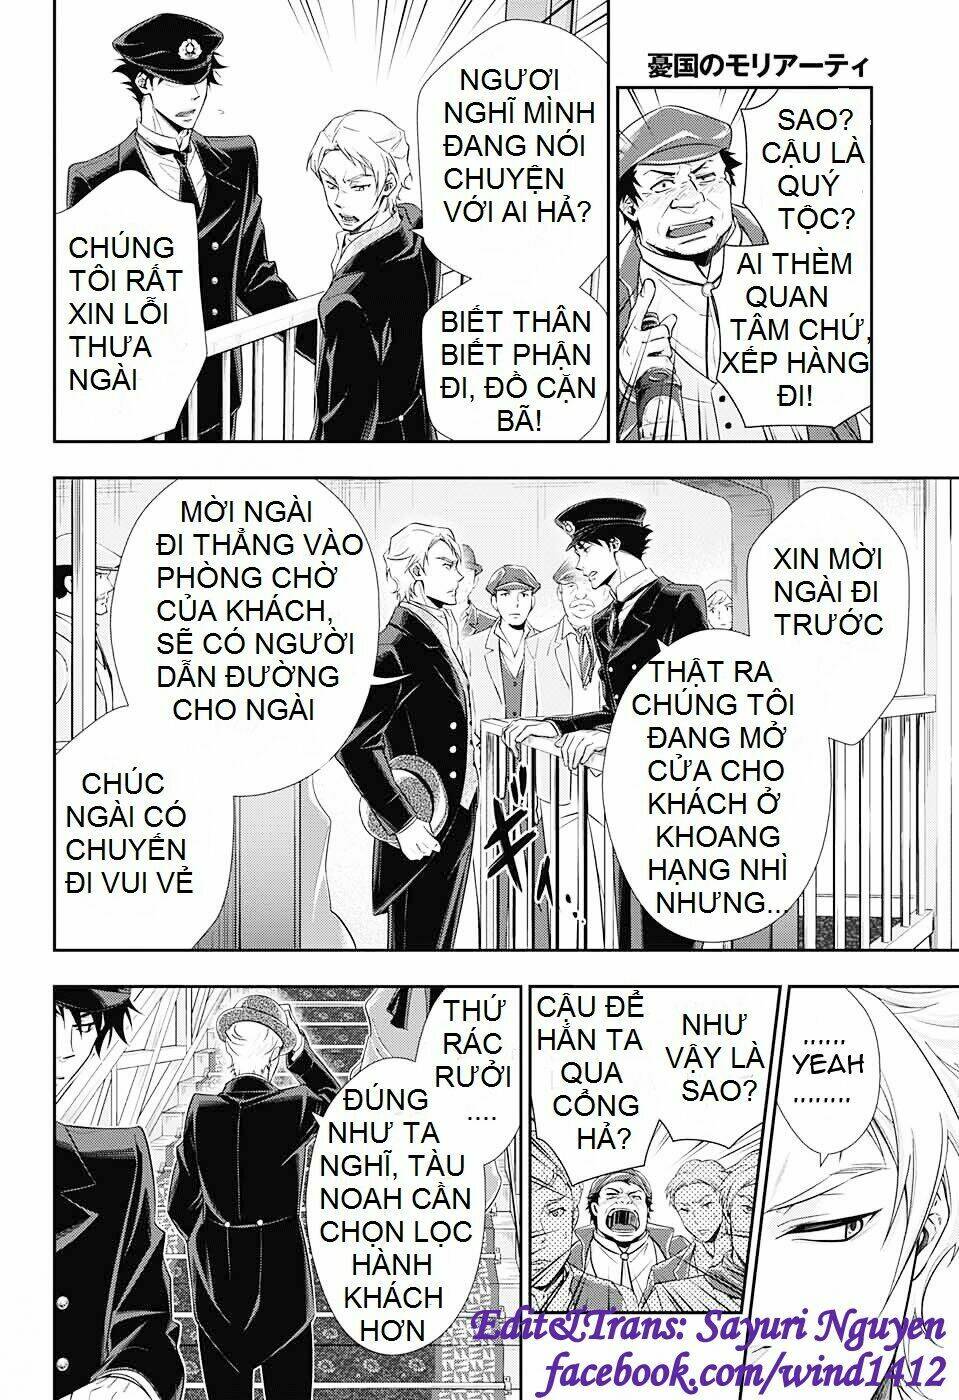 憂国のモリアーティ
SAO?
CẬU LÀ
QUÝ
TỘC?
AI THÈM
QUAN
TÂM CHỨ,
XẾP HÀNG
ĐI!
NGƯƠI
NGHĨ MÌNH
ĐANG NÓI
CHUYỆN
VỚI AI HẢ?
BIẾT THÂN
BIẾT PHẬN
ĐI, ĐỒ CẶN
BÃ!
CHÚNG
TÔI RẤT
XIN LỖI
THƯA
NGÀI
XIN MỜI
NGÀI ĐI
TRƯỚC
THẬT RA
CHÚNG TÔI
ĐANG MỞ
CỬA CHO
KHÁCH Ở
KHOANG
HẠNG NHÌ
NHƯNG...
MỜI NGÀI
ĐI THẲNG VÀO
PHÒNG CHỜ
CỦA KHÁCH,
SẼ CÓ NGƯỜI
DẪN ĐƯỜNG
CHO NGÀI
CHÚC
NGÀI CÓ
CHUYẾN
ĐI VUI VẺ
......
YEAH
........
NHƯ
VẬY LÀ
SAO?
CẬU ĐỂ
HẮN TA
QUA
CỔNG
HẢ?
THỨ
RÁC
RƯỞI
....
ĐÚNG
NHƯ TA
NGHĨ, TÀU
NOAH CẦN
CHỌN LỌC
HÀNH
KHÁCH
HƠN
Edit&Trans: Sayuri Nguyen
facebook.com/wind1412